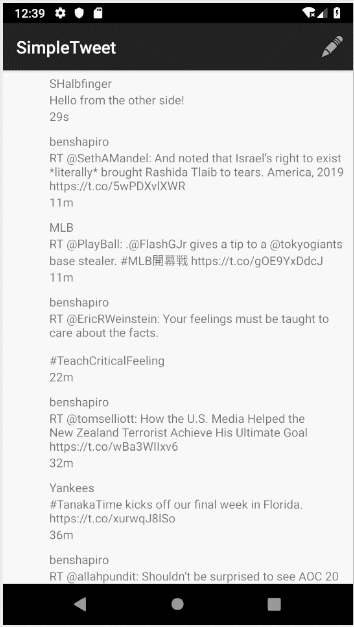 12:39
SimpleTweet
SHalbfinger
Hello from the other side!
29s
benshapiro
RT @SethAMandel: And noted that Israel's right to exist
*literally* brought Rashida Tlaib to tears. America, 2019
https://t.co/5wPDXvlXWR
11m
MLB
RT @PlayBall: .@FlashGJr gives a tip to a @tokyogiants
base stealer. #MLB開幕戦 https://t.co/gOE9YxDdcJ
11m
benshapiro
RT @EricRWeinstein: Your feelings must be taught to
care about the facts.
#TeachCriticalFeeling
22m
benshapiro
RT @tomselliott: How the U.S. Media Helped the
New Zealand Terrorist Achieve His Ultimate Goal
https://t.co/wBa3WIIxv6
32m
Yankees
#TanakaTime kicks off our final week in Florida.
https://t.co/xurwqJ8lSo
36m
benshapiro
RT @allahpundit: Shouldn't be surprised to see AOC 20